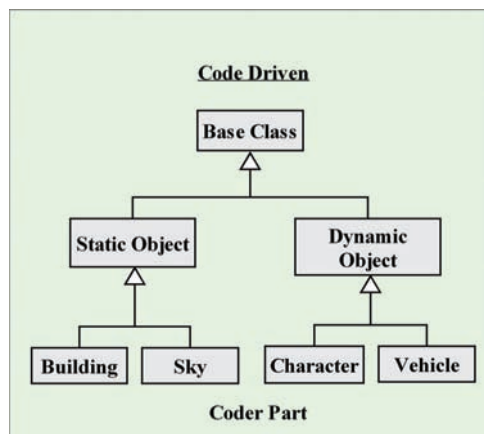 Code Driven
Base Class
Static Object
Dynamic
Object
Building
Sky
Character
Vehicle
Coder Part